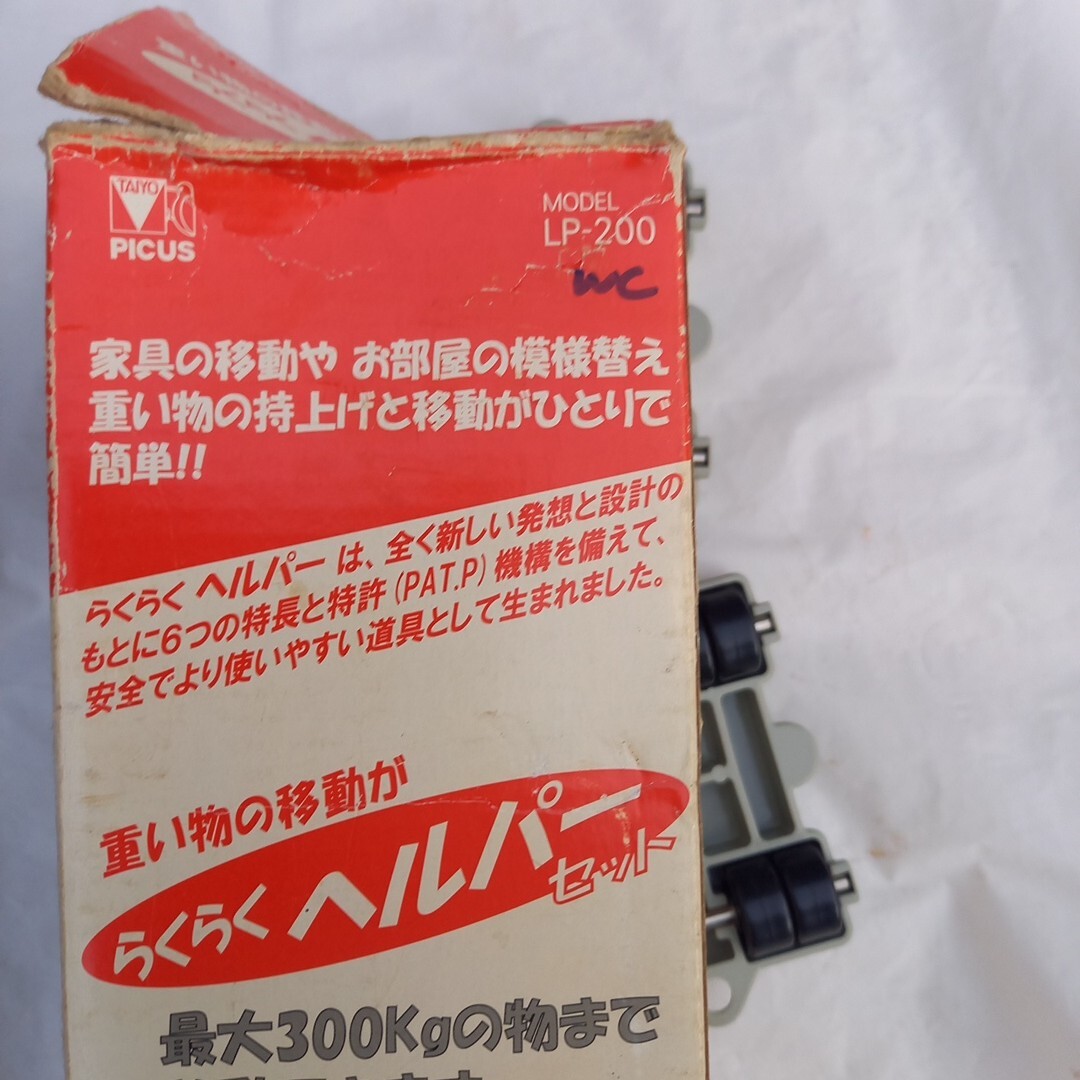 重い物の
TAIYO
PICUS
MODEL
LP-200
WC
家具の移動や お部屋の模様替え
重い物の持上げと移動がひとりで
簡単!!
らくらく ヘルパー は、全く新しい発想と設計の
もとに6つの特長と特許(PAT.P)機構を備えて、
安全でより使いやすい道具として生まれました。
重い物の移動が
らくらく ヘルパー
セット
最大300Kgの物まで